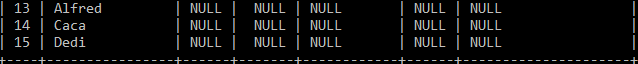 | 13 | Alfred | NULL | NULL | NULL | NULL | NULL |
| 14 | Caca | NULL | NULL | NULL | NULL | NULL |
| 15 | Dedi | NULL | NULL | NULL | NULL | NULL |